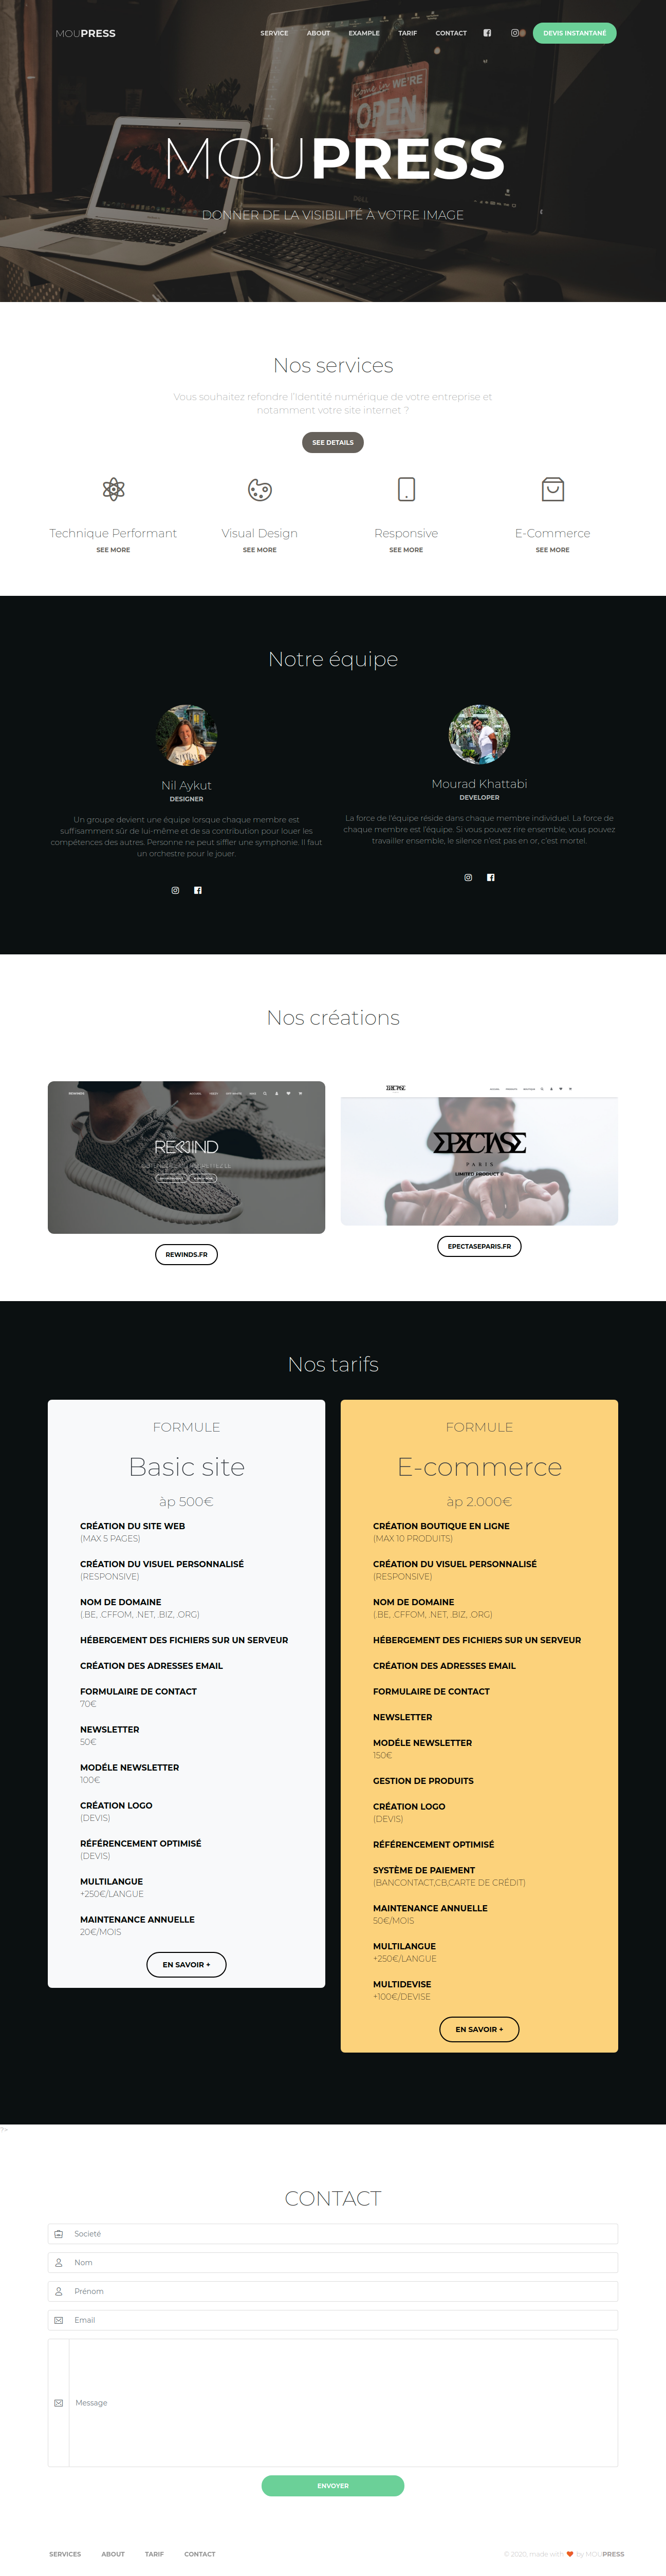 MOUPRESS
SERVICE ABOUT EXAMPLE TARIF CONTACT DEVIS INSTANTANÉ
Come in WE'RE
OPEN
MOUPRESS
DONNER DE LA VISIBILITÉ À VOTRE IMAGE
Nos services
Vous souhaitez refondre l'Identité numérique de votre entreprise et
notamment votre site internet ?
SEE DETAILS
Technique Performant Visual Design Responsive E-Commerce
SEE MORE SEE MORE SEE MORE SEE MORE
Notre équipe
Nil Aykut
DESIGNER
Un groupe devient une équipe lorsque chaque membre est
suffisamment sûr de lui-même et de sa contribution pour louer les
compétences des autres. Personne ne peut siffler une symphonie. Il faut
un orchestre pour le jouer.
Mourad Khattabi
DEVELOPER
La force de l'équipe réside dans chaque membre individuel. La force de
chaque membre est l'équipe. Si vous pouvez rire ensemble, vous pouvez
travailler ensemble, le silence n'est pas en or, c'est mortel.
Nos créations
REWIND
REWINDS.FR
EPECTASE
PARIS
LIMITED PRODUCT ®
EPECTASEPARIS.FR
Nos tarifs
FORMULE
Basic site
àp 500€
CRÉATION DU SITE WEB
(MAX 5 PAGES)
CRÉATION DU VISUEL PERSONNALISÉ
(RESPONSIVE)
NOM DE DOMAINE
(.BE, .CFFOM, .NET, .BIZ, .ORG)
HÉBERGEMENT DES FICHIERS SUR UN SERVEUR
CRÉATION DES ADRESSES EMAIL
FORMULAIRE DE CONTACT
70€
NEWSLETTER
50€
MODÉLE NEWSLETTER
100€
CRÉATION LOGO
(DEVIS)
RÉFÉRENCEMENT OPTIMISÉ
(DEVIS)
MULTILANGUE
+250€/LANGUE
MAINTENANCE ANNUELLE
20€/MOIS
EN SAVOIR +
FORMULE
E-commerce
àp 2.000€
CRÉATION BOUTIQUE EN LIGNE
(MAX 10 PRODUITS)
CRÉATION DU VISUEL PERSONNALISÉ
(RESPONSIVE)
NOM DE DOMAINE
(.BE, .CFFOM, .NET, .BIZ, .ORG)
HÉBERGEMENT DES FICHIERS SUR UN SERVEUR
CRÉATION DES ADRESSES EMAIL
FORMULAIRE DE CONTACT
NEWSLETTER
MODÉLE NEWSLETTER
150€
GESTION DE PRODUITS
CRÉATION LOGO
(DEVIS)
RÉFÉRENCEMENT OPTIMISÉ
SYSTÈME DE PAIEMENT
(BANCONTACT,CB,CARTE DE CRÉDIT)
MAINTENANCE ANNUELLE
50€/MOIS
MULTILANGUE
+250€/LANGUE
MULTIDEVISE
+100€/DEVISE
EN SAVOIR +
?>
CONTACT
Societé
Nom
Prénom
Email
Message
ENVOYER
SERVICES ABOUT TARIF CONTACT
© 2020, made with by MOUPRESS